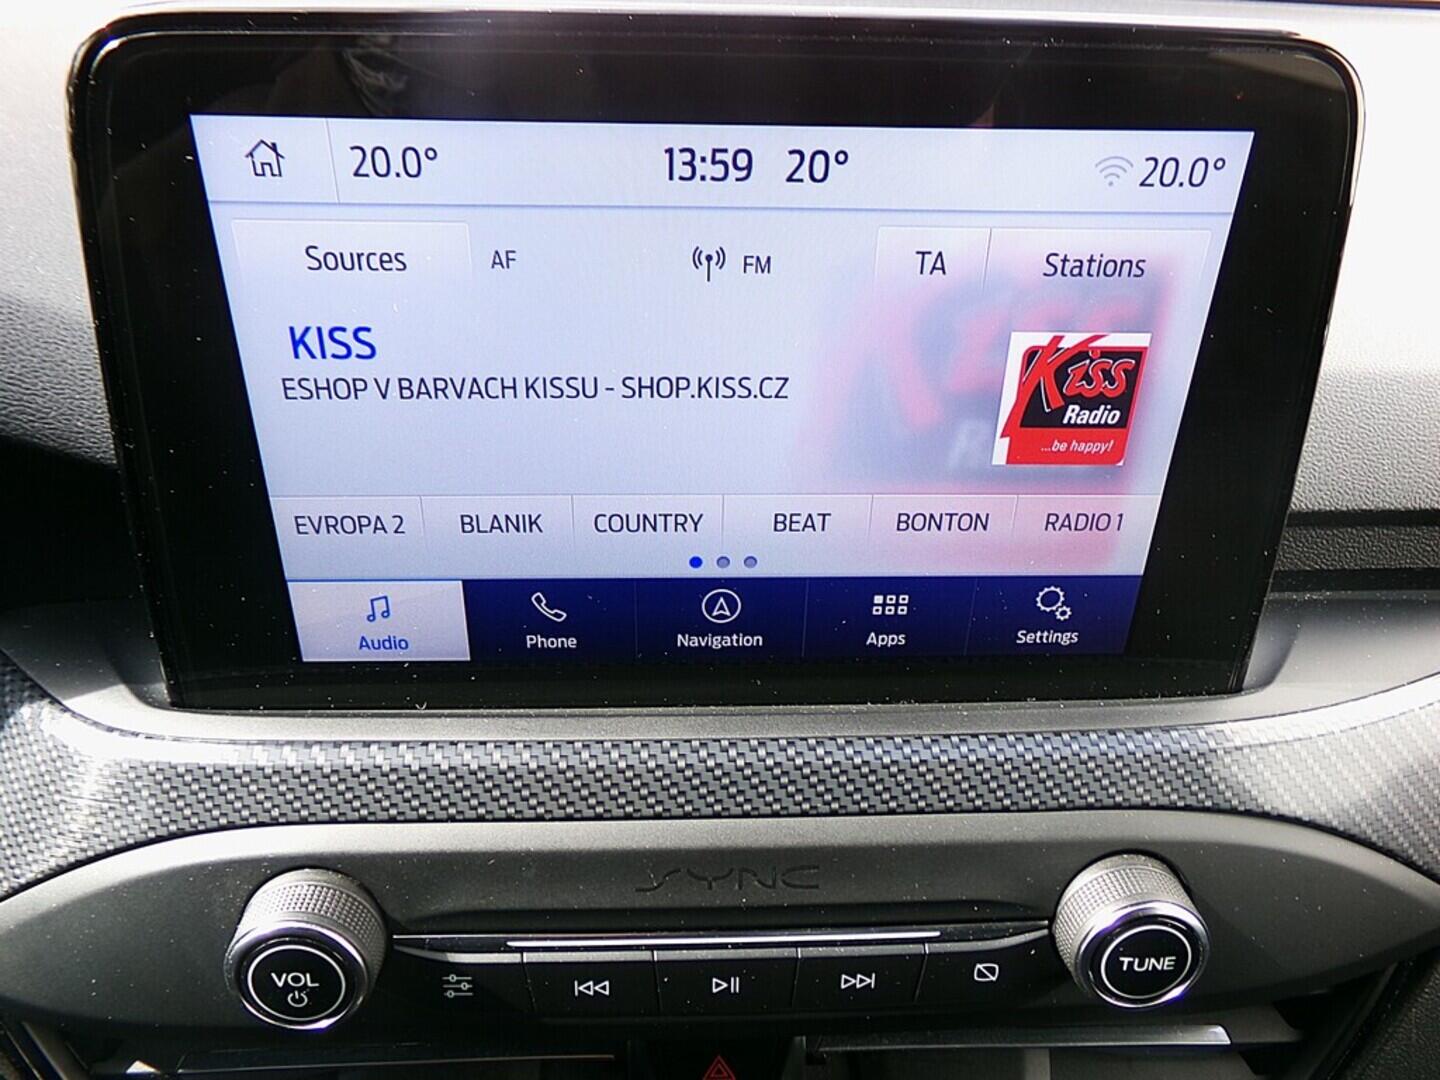 20.0°
13:59 20°
20.0°
Sources
AF
FM
TA
Stations
KISS
ESHOP V BARVACH KISSU - SHOP.KISS.CZ
Kiss
Radio
...be happy!
EVROPA 2
BLANIK
COUNTRY
BEAT
BONTON
RADIO 1
Audio
Phone
Navigation
Apps
Settings
SYNC
VOL
TUNE